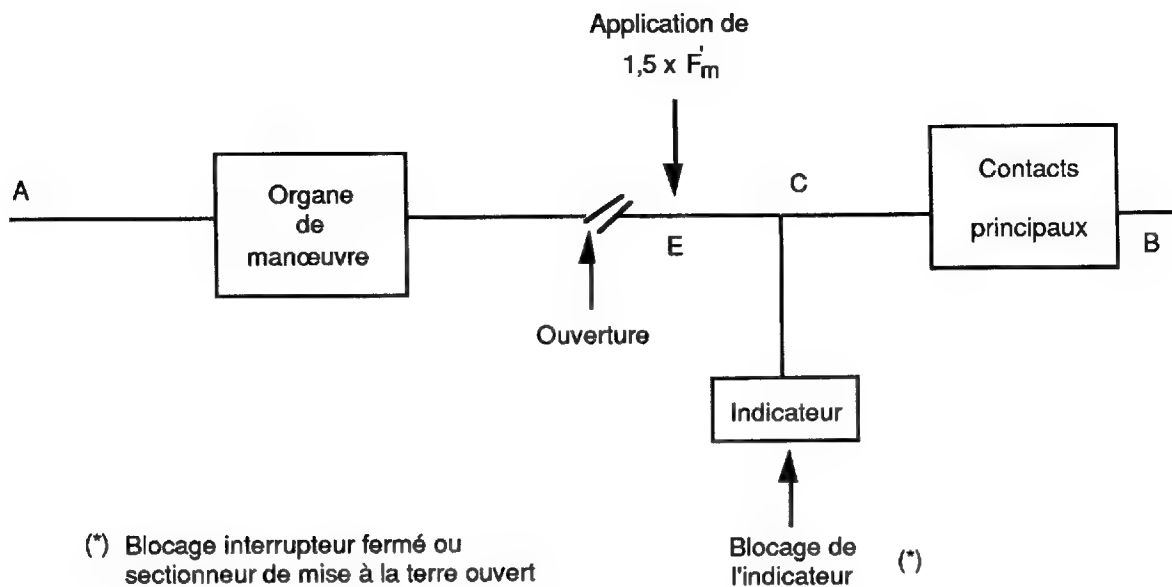 Application de
1,5 x F'm
A
Organe
de
manœuvre
C
Contacts
principaux
B
E
Ouverture
Indicateur
(*) Blocage interrupteur fermé ou
sectionneur de mise à la terre ouvert
Blocage de
l'indicateur (*)